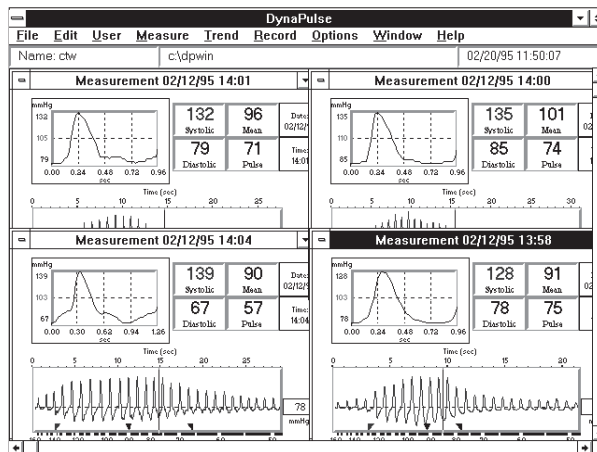 DynaPulse
File Edit User Measure Trend Record Options Window Help
Name: ctw c:\dpwin 02/20/95 11:50:07
Measurement 02/12/95 14:01
mmHg
132
105
79
0.00 0.24 0.48 0.72 0.96
sec
132 96
Systolic Mean
79 71
Diastolic Pulse
Date:
02/12/
Time:
14:01
Time (sec)
0 5 10 15 20 25
Measurement 02/12/95 14:00
mmHg
135
110
85
0.00 0.24 0.48 0.72 0.96
sec
135 101
Systolic Mean
85 74
Diastolic Pulse
Time (sec)
0 5 10 15 20 25 30
Measurement 02/12/95 14:04
mmHg
139
103
67
0.00 0.30 0.62 0.94 1.26
sec
139 90
Systolic Mean
67 57
Diastolic Pulse
Date:
02/12/
Time:
14:04
Time (sec)
0 5 10 15 20 25
78
mmHg
Measurement 02/12/95 13:58
mmHg
128
103
78
0.00 0.24 0.48 0.72 0.96
sec
128 91
Systolic Mean
78 75
Diastolic Pulse
Time (sec)
0 5 10 15 20